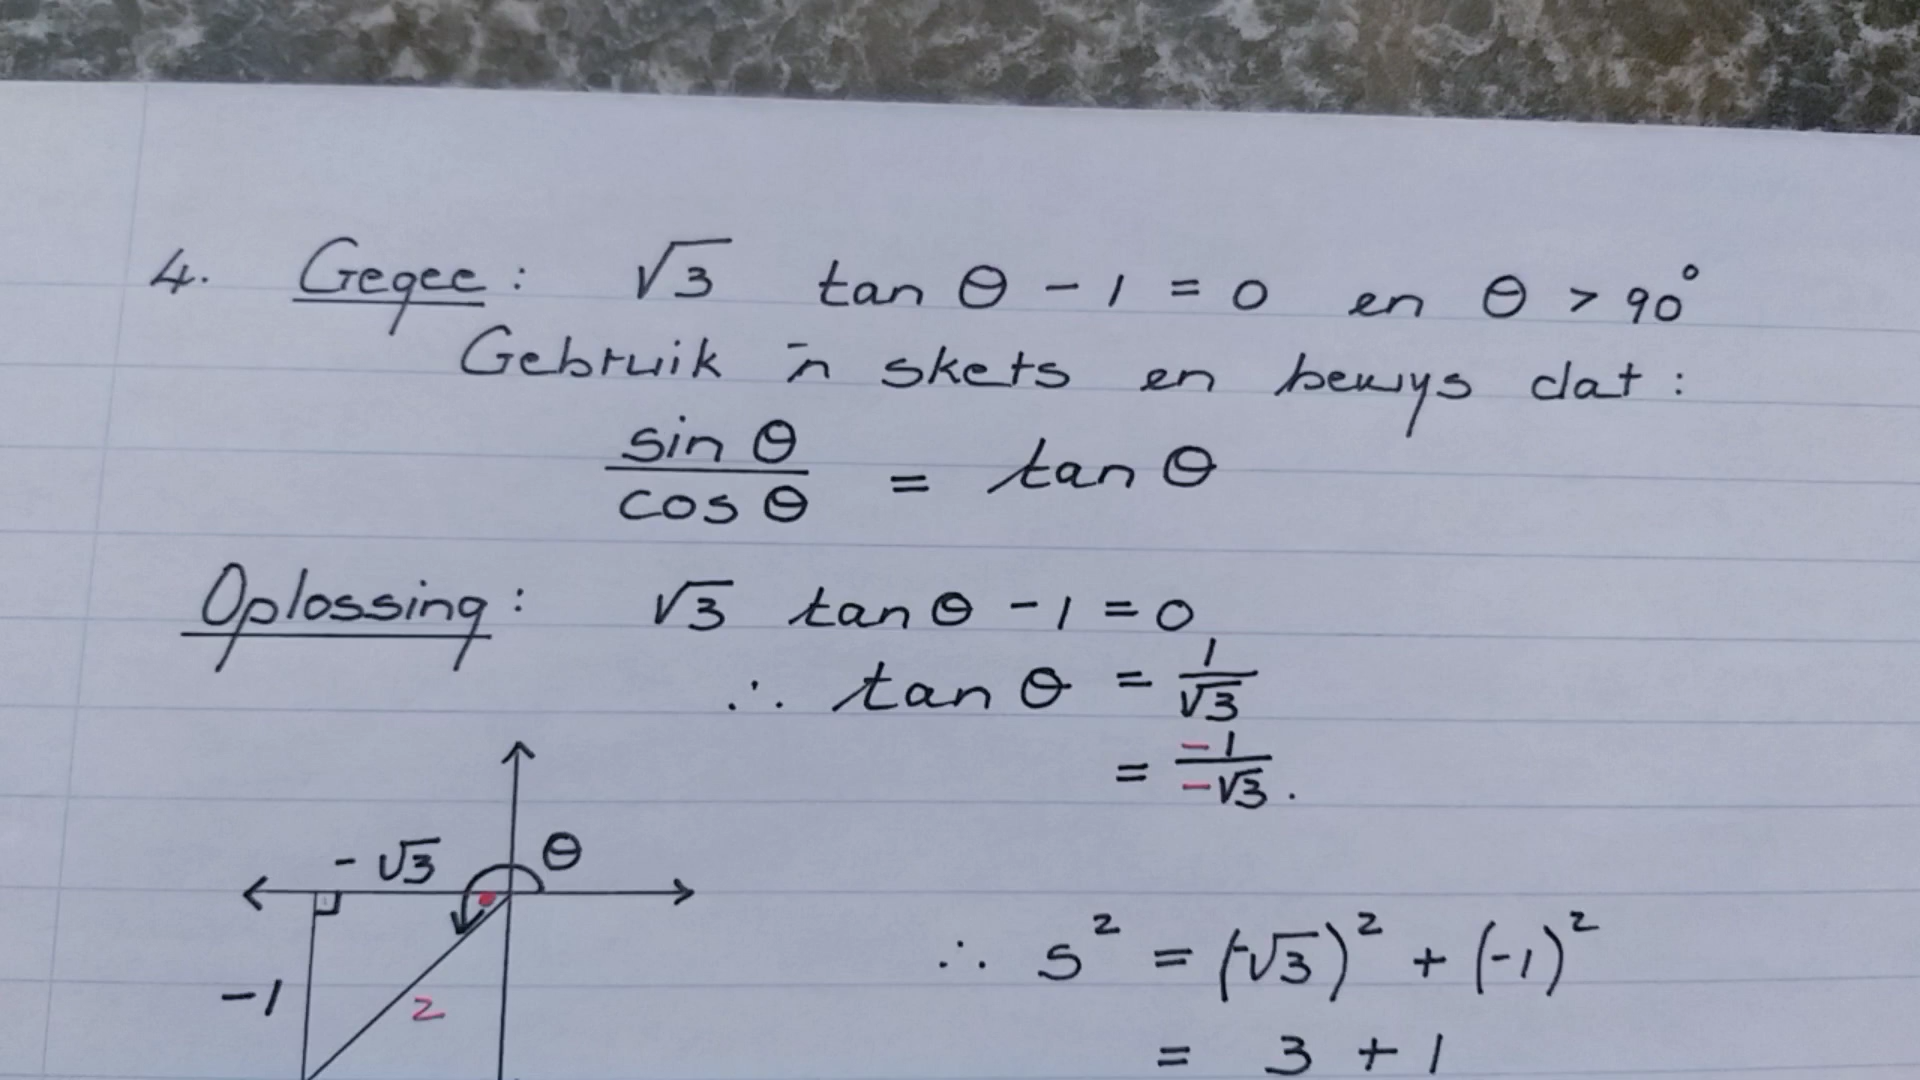 4. Gegee: √3 tan θ - 1 = 0 en θ > 90°
Gebruik 'n skets en bewys dat:
sin θ / cos θ = tan θ
Oplossing: √3 tan θ - 1 = 0
∴ tan θ = 1/√3
= -1/-√3.
-√3 θ
∴ s² = (-√3)² + (-1)²
-1 2
= 3 + 1